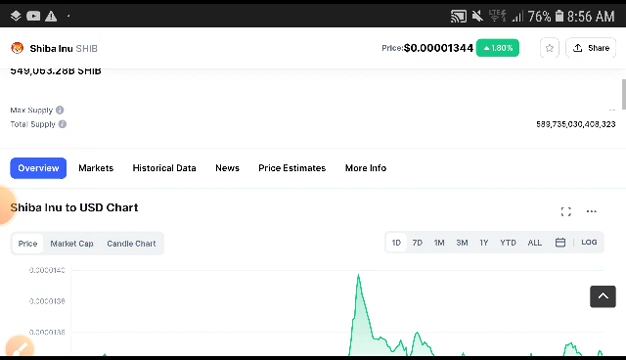 LTE 76% 8:56 AM
Shiba Inu SHIB Price: $0.00001344 1.80% Share
549,063.28B SHIB
Max Supply --
Total Supply 589,735,030,408,323
Overview Markets Historical Data News Price Estimates More Info
Shiba Inu to USD Chart
Price Market Cap Candle Chart 1D 7D 1M 3M 1Y YTD ALL LOG
0.0000140
0.0000138
0.0000136